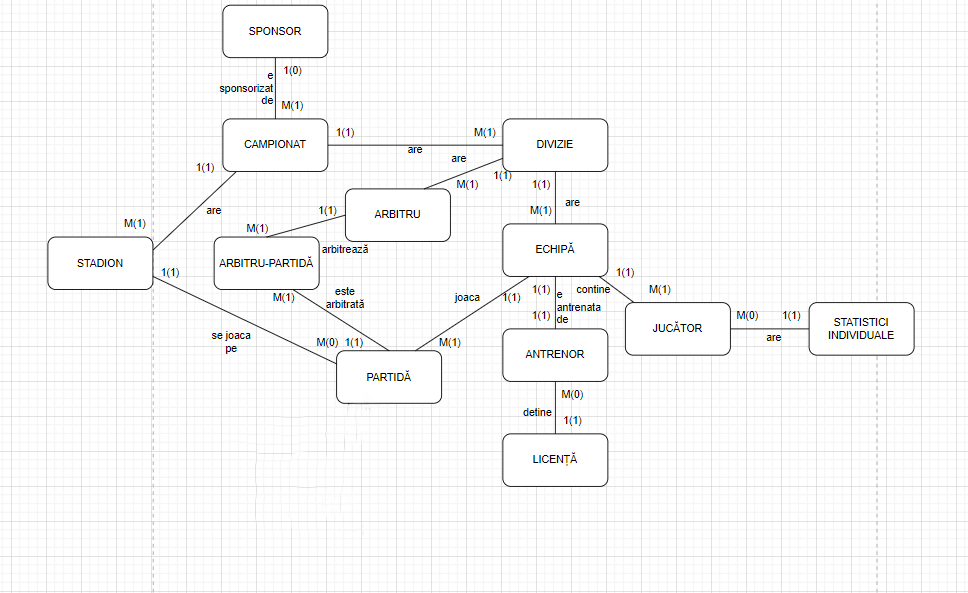 SPONSOR
1(0)
e
sponsorizat
de
M(1)
CAMPIONAT
1(1)
are
M(1)
DIVIZIE
are
M(1)
1(1)
1(1)
are
M(1)
1(1)
are
M(1)
ARBITRU
1(1)
M(1)
arbitrează
STADION
ARBITRU-PARTIDĂ
ECHIPĂ
1(1)
M(1)
este
arbitrată
joaca
1(1)
1(1)
e
antrenata
de
1(1)
contine
1(1)
M(1)
se joaca
pe
M(0)
1(1)
M(1)
PARTIDĂ
ANTRENOR
JUCĂTOR
M(0)
are
1(1)
STATISTICI
INDIVIDUALE
M(0)
detine
1(1)
LICENȚĂ